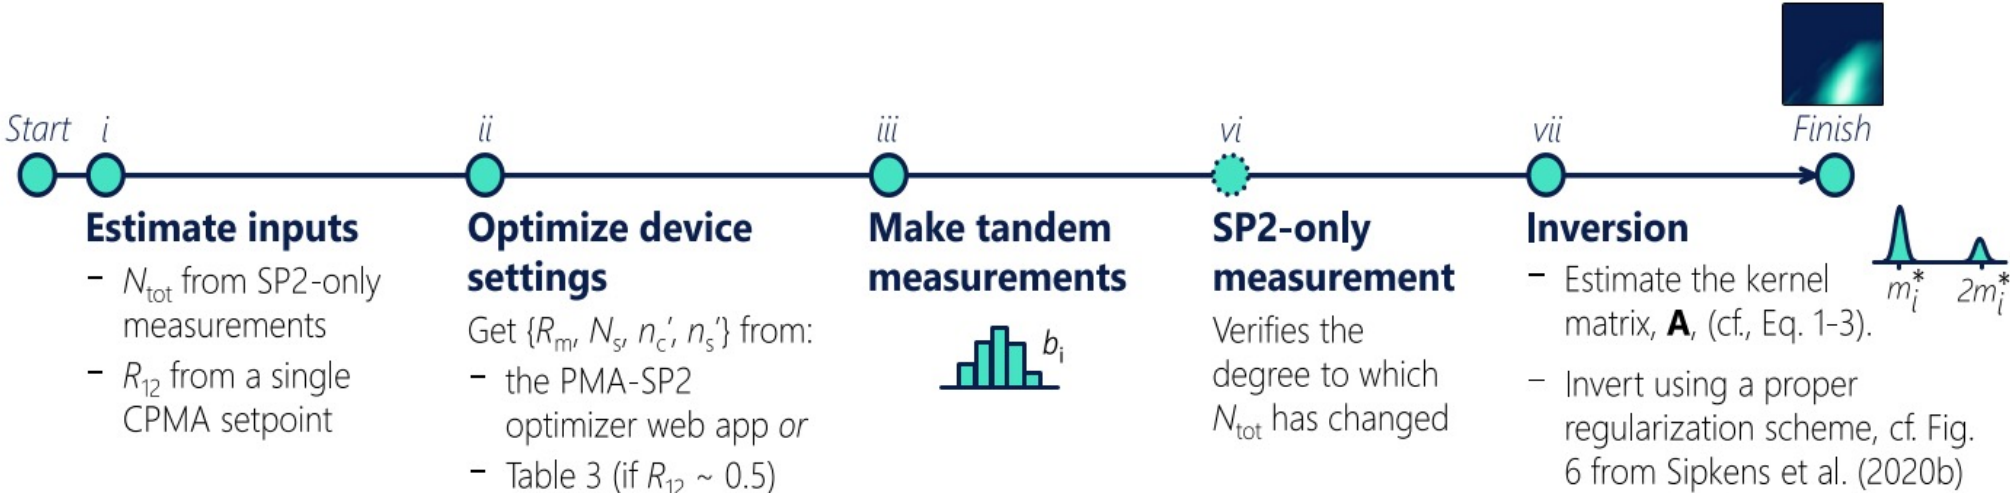 Start
i
Estimate inputs
– Ntot from SP2-only
measurements
– R12 from a single
CPMA setpoint
ii
Optimize device
settings
Get {Rm, Ns, nc′, ns′} from:
– the PMA-SP2
optimizer web app or
– Table 3 (if R12 ~ 0.5)
iii
Make tandem
measurements
bi
vi
SP2-only
measurement
Verifies the
degree to which
Ntot has changed
vii
Inversion
– Estimate the kernel
matrix, A, (cf., Eq. 1-3).
– Invert using a proper
regularization scheme, cf. Fig.
6 from Sipkens et al. (2020b)
Finish
mi* 2mi*